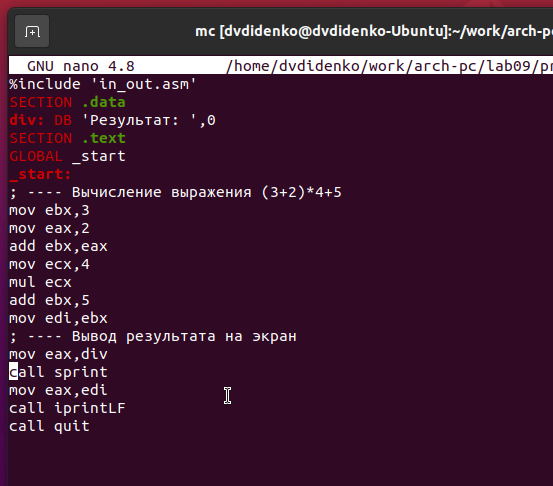 mc [dvdidenko@dvdidenko-Ubuntu]:~/work/arch-pc
GNU nano 4.8 /home/dvdidenko/work/arch-pc/lab09/pr
%include 'in_out.asm'
SECTION .data
div: DB 'Результат: ',0
SECTION .text
GLOBAL _start
_start:
; ---- Вычисление выражения (3+2)*4+5
mov ebx,3
mov eax,2
add ebx,eax
mov ecx,4
mul ecx
add ebx,5
mov edi,ebx
; ---- Вывод результата на экран
mov eax,div
call sprint
mov eax,edi
call iprintLF
call quit